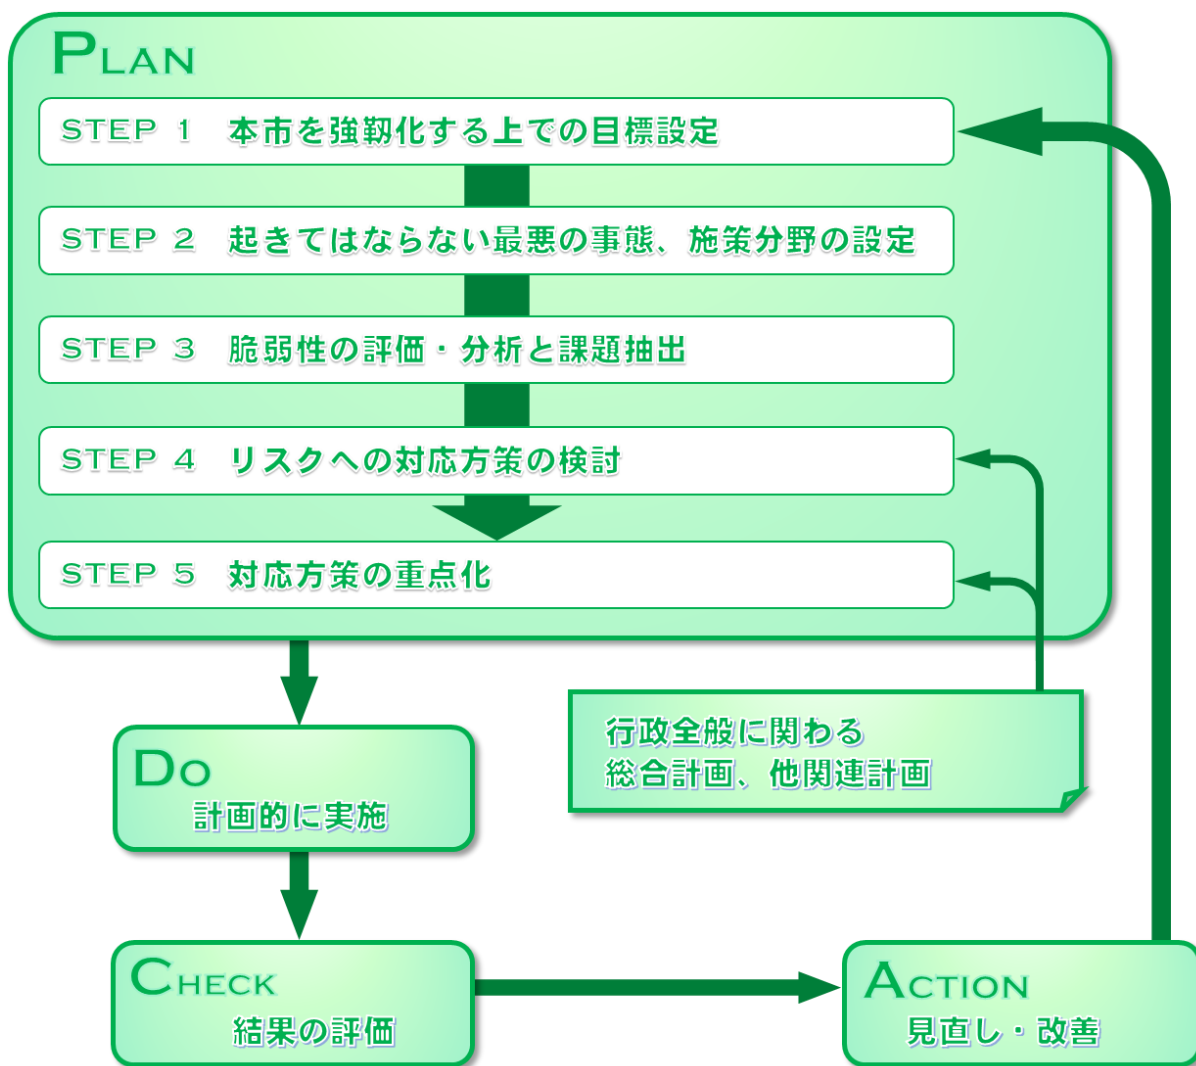 PLAN
STEP 1 本市を強靱化する上での目標設定
STEP 2 起きてはならない最悪の事態、施策分野の設定
STEP 3 脆弱性の評価・分析と課題抽出
STEP 4 リスクへの対応方策の検討
STEP 5 対応方策の重点化
行政全般に関わる
総合計画、他関連計画
DO
計画的に実施
CHECK
結果の評価
ACTION
見直し・改善